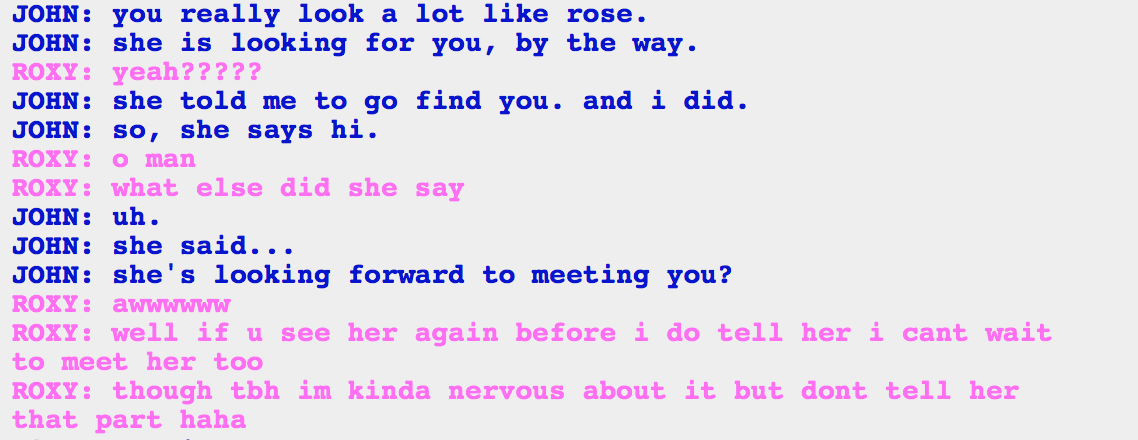 JOHN: you really look a lot like rose.
JOHN: she is looking for you, by the way.
ROXY: yeah?????
JOHN: she told me to go find you. and i did.
JOHN: so, she says hi.
ROXY: o man
ROXY: what else did she say
JOHN: uh.
JOHN: she said...
JOHN: she's looking forward to meeting you?
ROXY: awwwwww
ROXY: well if u see her again before i do tell her i cant wait
to meet her too
ROXY: though tbh im kinda nervous about it but dont tell her
that part haha